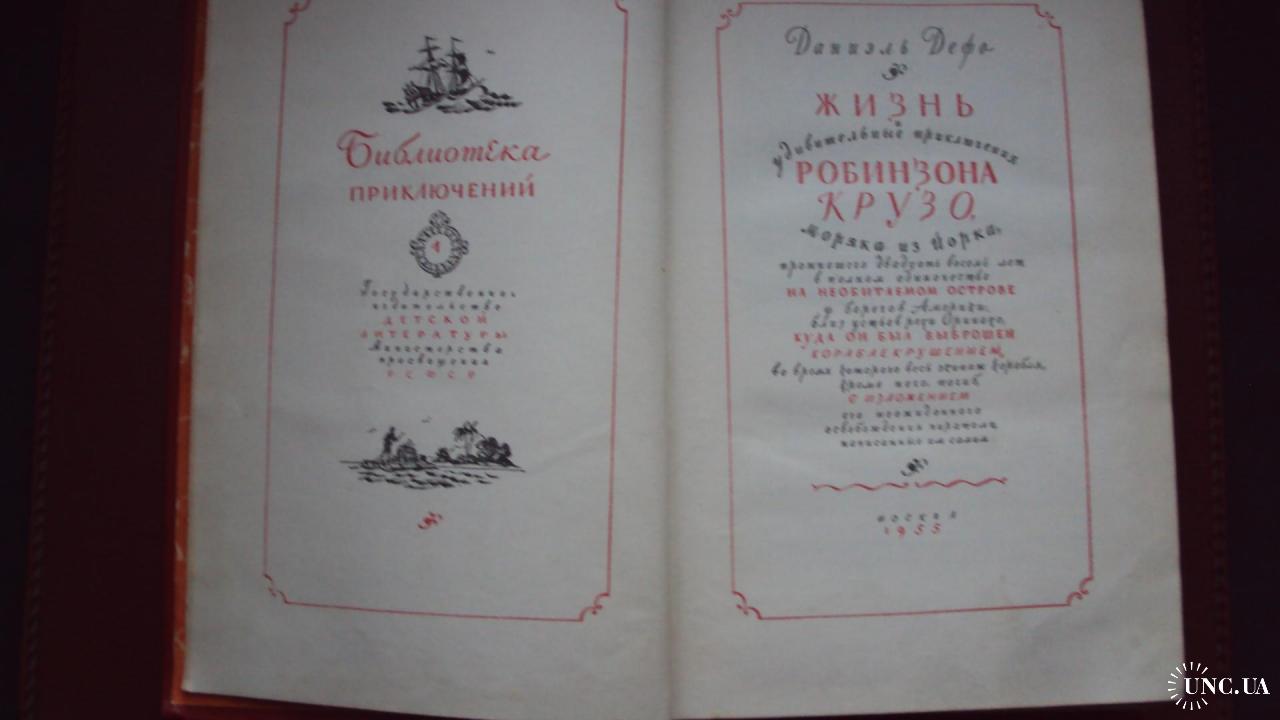 Библиотека
ПРИКЛЮЧЕНИЙ
1
Государственное
издательство
ДЕТСКОЙ
ЛИТЕРАТУРЫ
Министерства
просвещения
РСФСР
Даниэль Дефо
ЖИЗНЬ
и
удивительные приключения
РОБИНЗОНА
КРУЗО,
моряка из Йорка,
прожившего двадцать восемь лет
в полном одиночестве
НА НЕОБИТАЕМОМ ОСТРОВЕ
у берегов Америки,
близ устьев реки Ориноко,
КУДА ОН БЫЛ ВЫБРОШЕН
КОРАБЛЕКРУШЕНИЕМ,
во время которого весь экипаж корабля,
кроме него, погиб
С ИЗЛОЖЕНИЕМ
его неожиданного
освобождения пиратами,
написанные им самим
МОСКВА
1955
UNC.UA